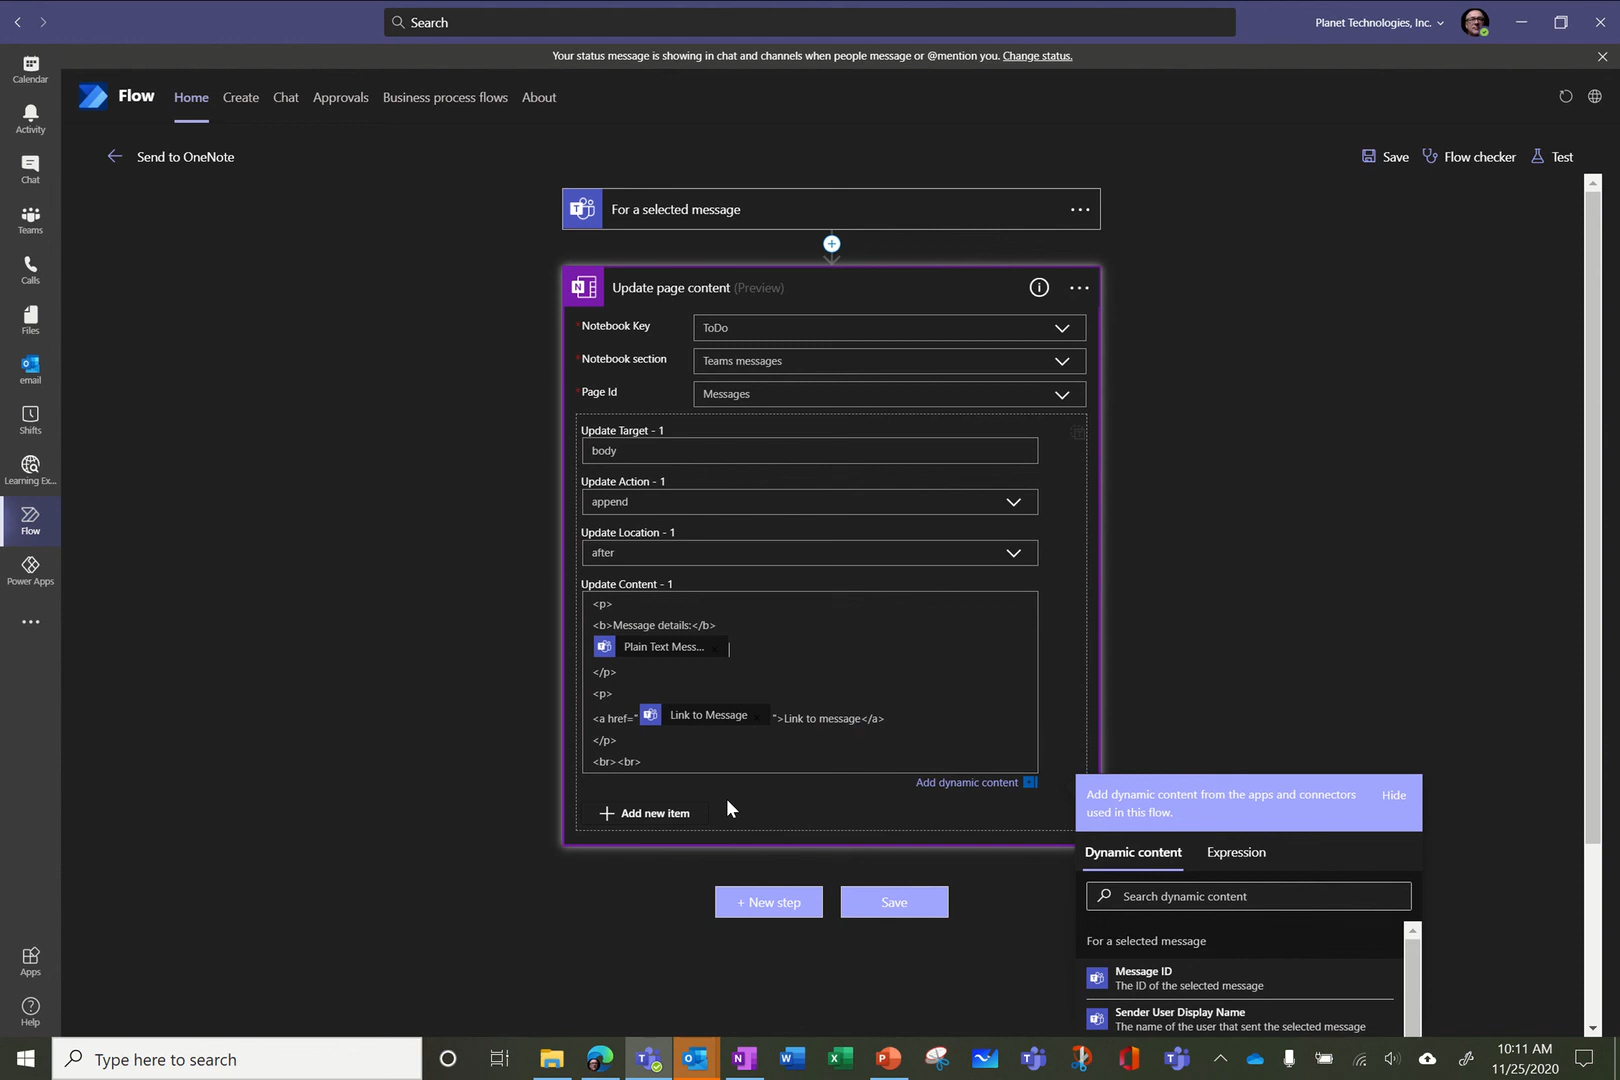 Search
Planet Technologies, Inc.
Your status message is showing in chat and channels when people message or @mention you. Change status.
Calendar
Activity
Chat
Teams
Calls
Files
email
Shifts
Learning Ex...
Flow
Power Apps
Apps
Help
Flow
Home
Create
Chat
Approvals
Business process flows
About
Send to OneNote
Save
Flow checker
Test
For a selected message
Update page content (Preview)
* Notebook Key
ToDo
* Notebook section
Teams messages
* Page Id
Messages
Update Target - 1
body
Update Action - 1
append
Update Location - 1
after
Update Content - 1
<p>
<b>Message details:</b>
Plain Text Mess... ×
</p>
<p>
<a href="Link to Message × ">Link to message</a>
</p>
<br><br>
Add dynamic content
+ Add new item
+ New step
Save
Add dynamic content from the apps and connectors
used in this flow.
Hide
Dynamic content
Expression
Search dynamic content
For a selected message
Message ID
The ID of the selected message
Sender User Display Name
The name of the user that sent the selected message
Type here to search
10:11 AM
11/25/2020